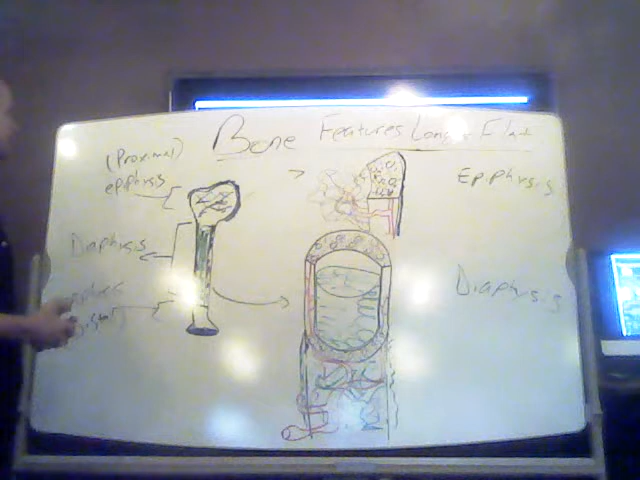 Bone Features Long & Flat
(Proximal)
epiphysis
Diaphysis
Epiphysis
Diaphysis